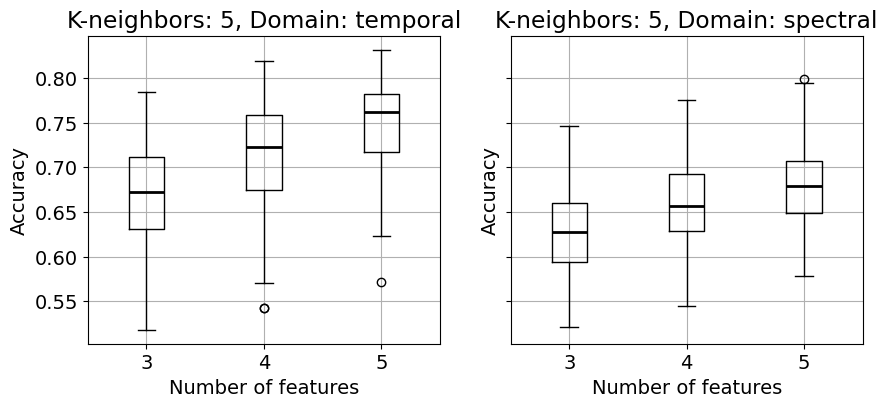 K-neighbors: 5, Domain: temporal
Accuracy
0.80
0.75
0.70
0.65
0.60
0.55
3 4 5
Number of features
K-neighbors: 5, Domain: spectral
Accuracy
3 4 5
Number of features